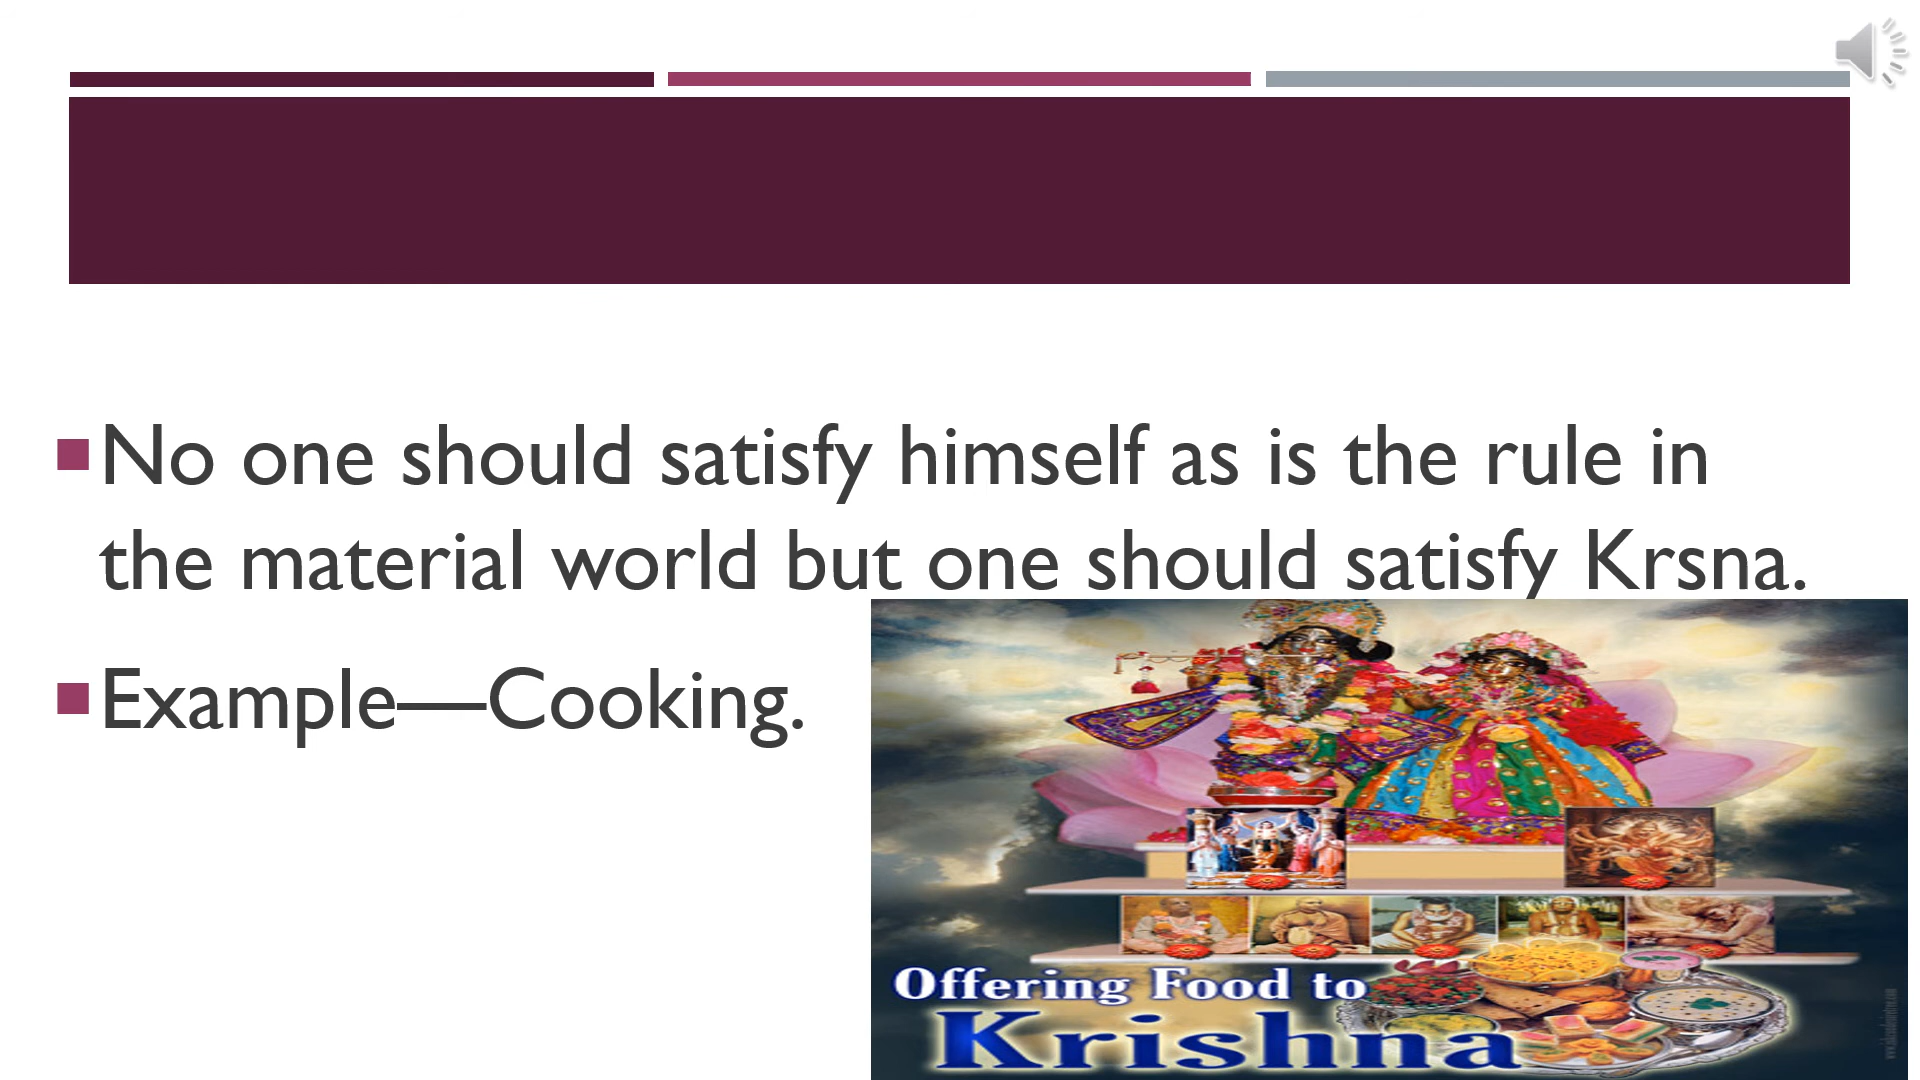 No one should satisfy himself as is the rule in
the material world but one should satisfy Krsna.
Example—Cooking.
Offering Food to
Krishna